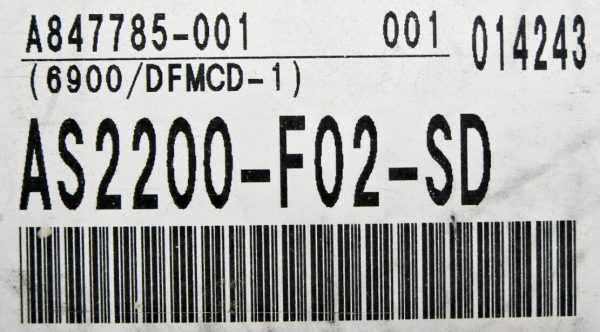 A847785-001 001 014243
(6900/DFMCD-1)
AS2200-F02-SD